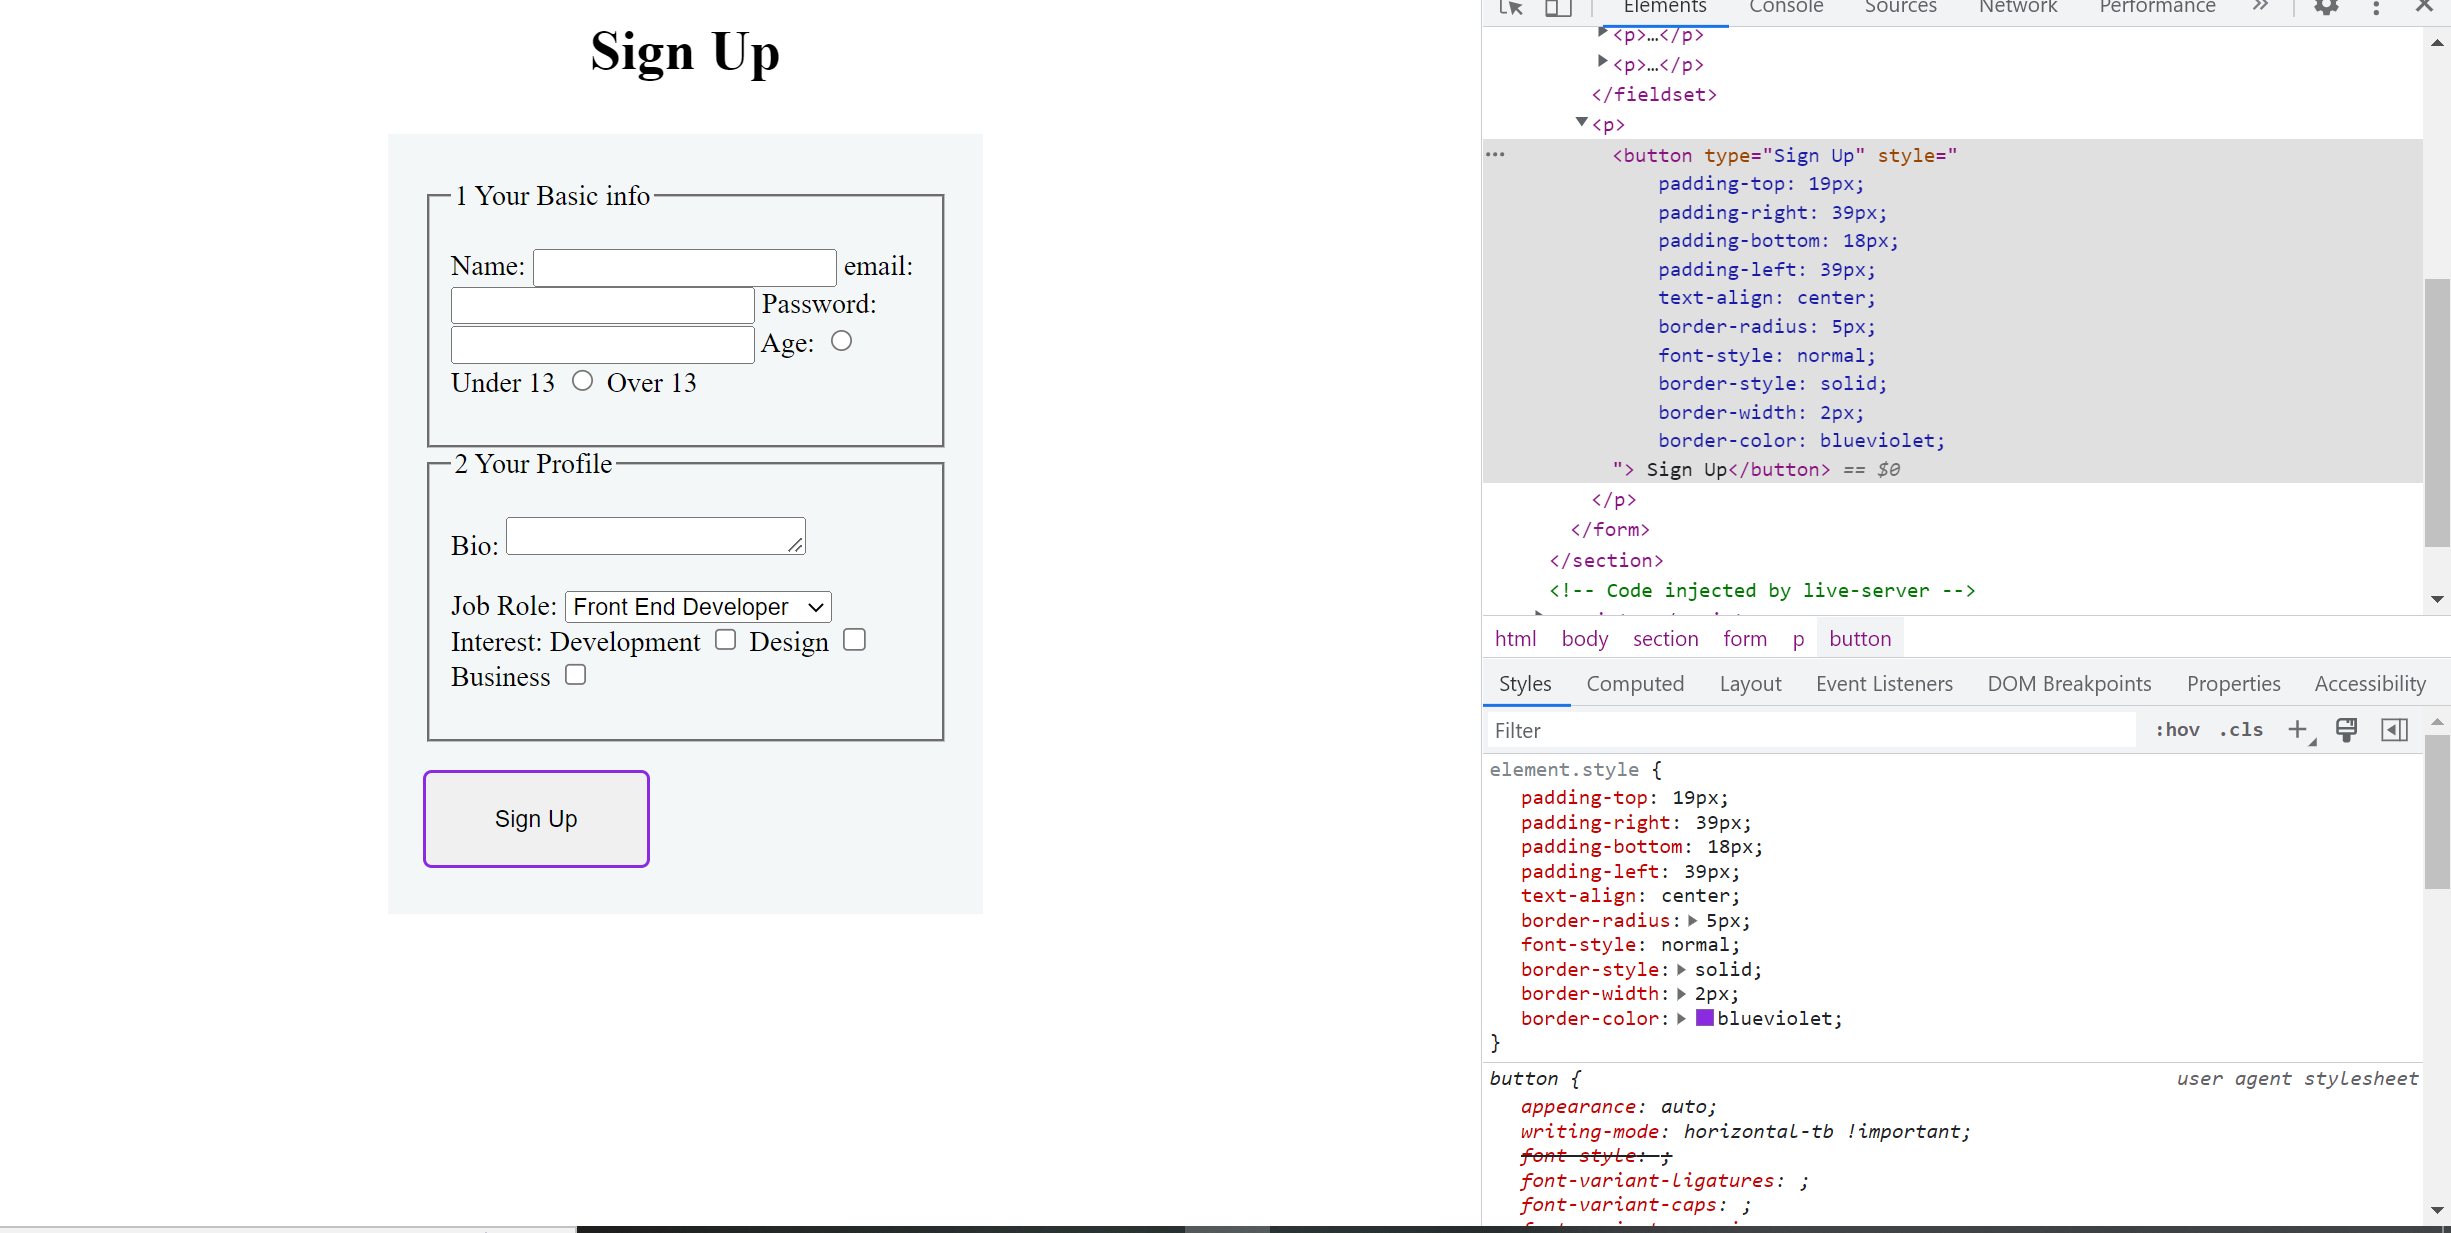 Sign Up
1 Your Basic info
Name: email:
Password:
Age:
Under 13 Over 13
2 Your Profile
Bio:
Job Role: Front End Developer
Interest: Development Design
Business
Sign Up
Elements Console Sources Network Performance »
<p>…</p>
<p>…</p>
</fieldset>
<p>
··· <button type="Sign Up" style="
padding-top: 19px;
padding-right: 39px;
padding-bottom: 18px;
padding-left: 39px;
text-align: center;
border-radius: 5px;
font-style: normal;
border-style: solid;
border-width: 2px;
border-color: blueviolet;
"> Sign Up</button> == $0
</p>
</form>
</section>
<!-- Code injected by live-server -->
html body section form p button
Styles Computed Layout Event Listeners DOM Breakpoints Properties Accessibility
Filter :hov .cls +
element.style {
padding-top: 19px;
padding-right: 39px;
padding-bottom: 18px;
padding-left: 39px;
text-align: center;
border-radius: 5px;
font-style: normal;
border-style: solid;
border-width: 2px;
border-color: blueviolet;
}
button { user agent stylesheet
appearance: auto;
writing-mode: horizontal-tb !important;
font-style: ;
font-variant-ligatures: ;
font-variant-caps: ;